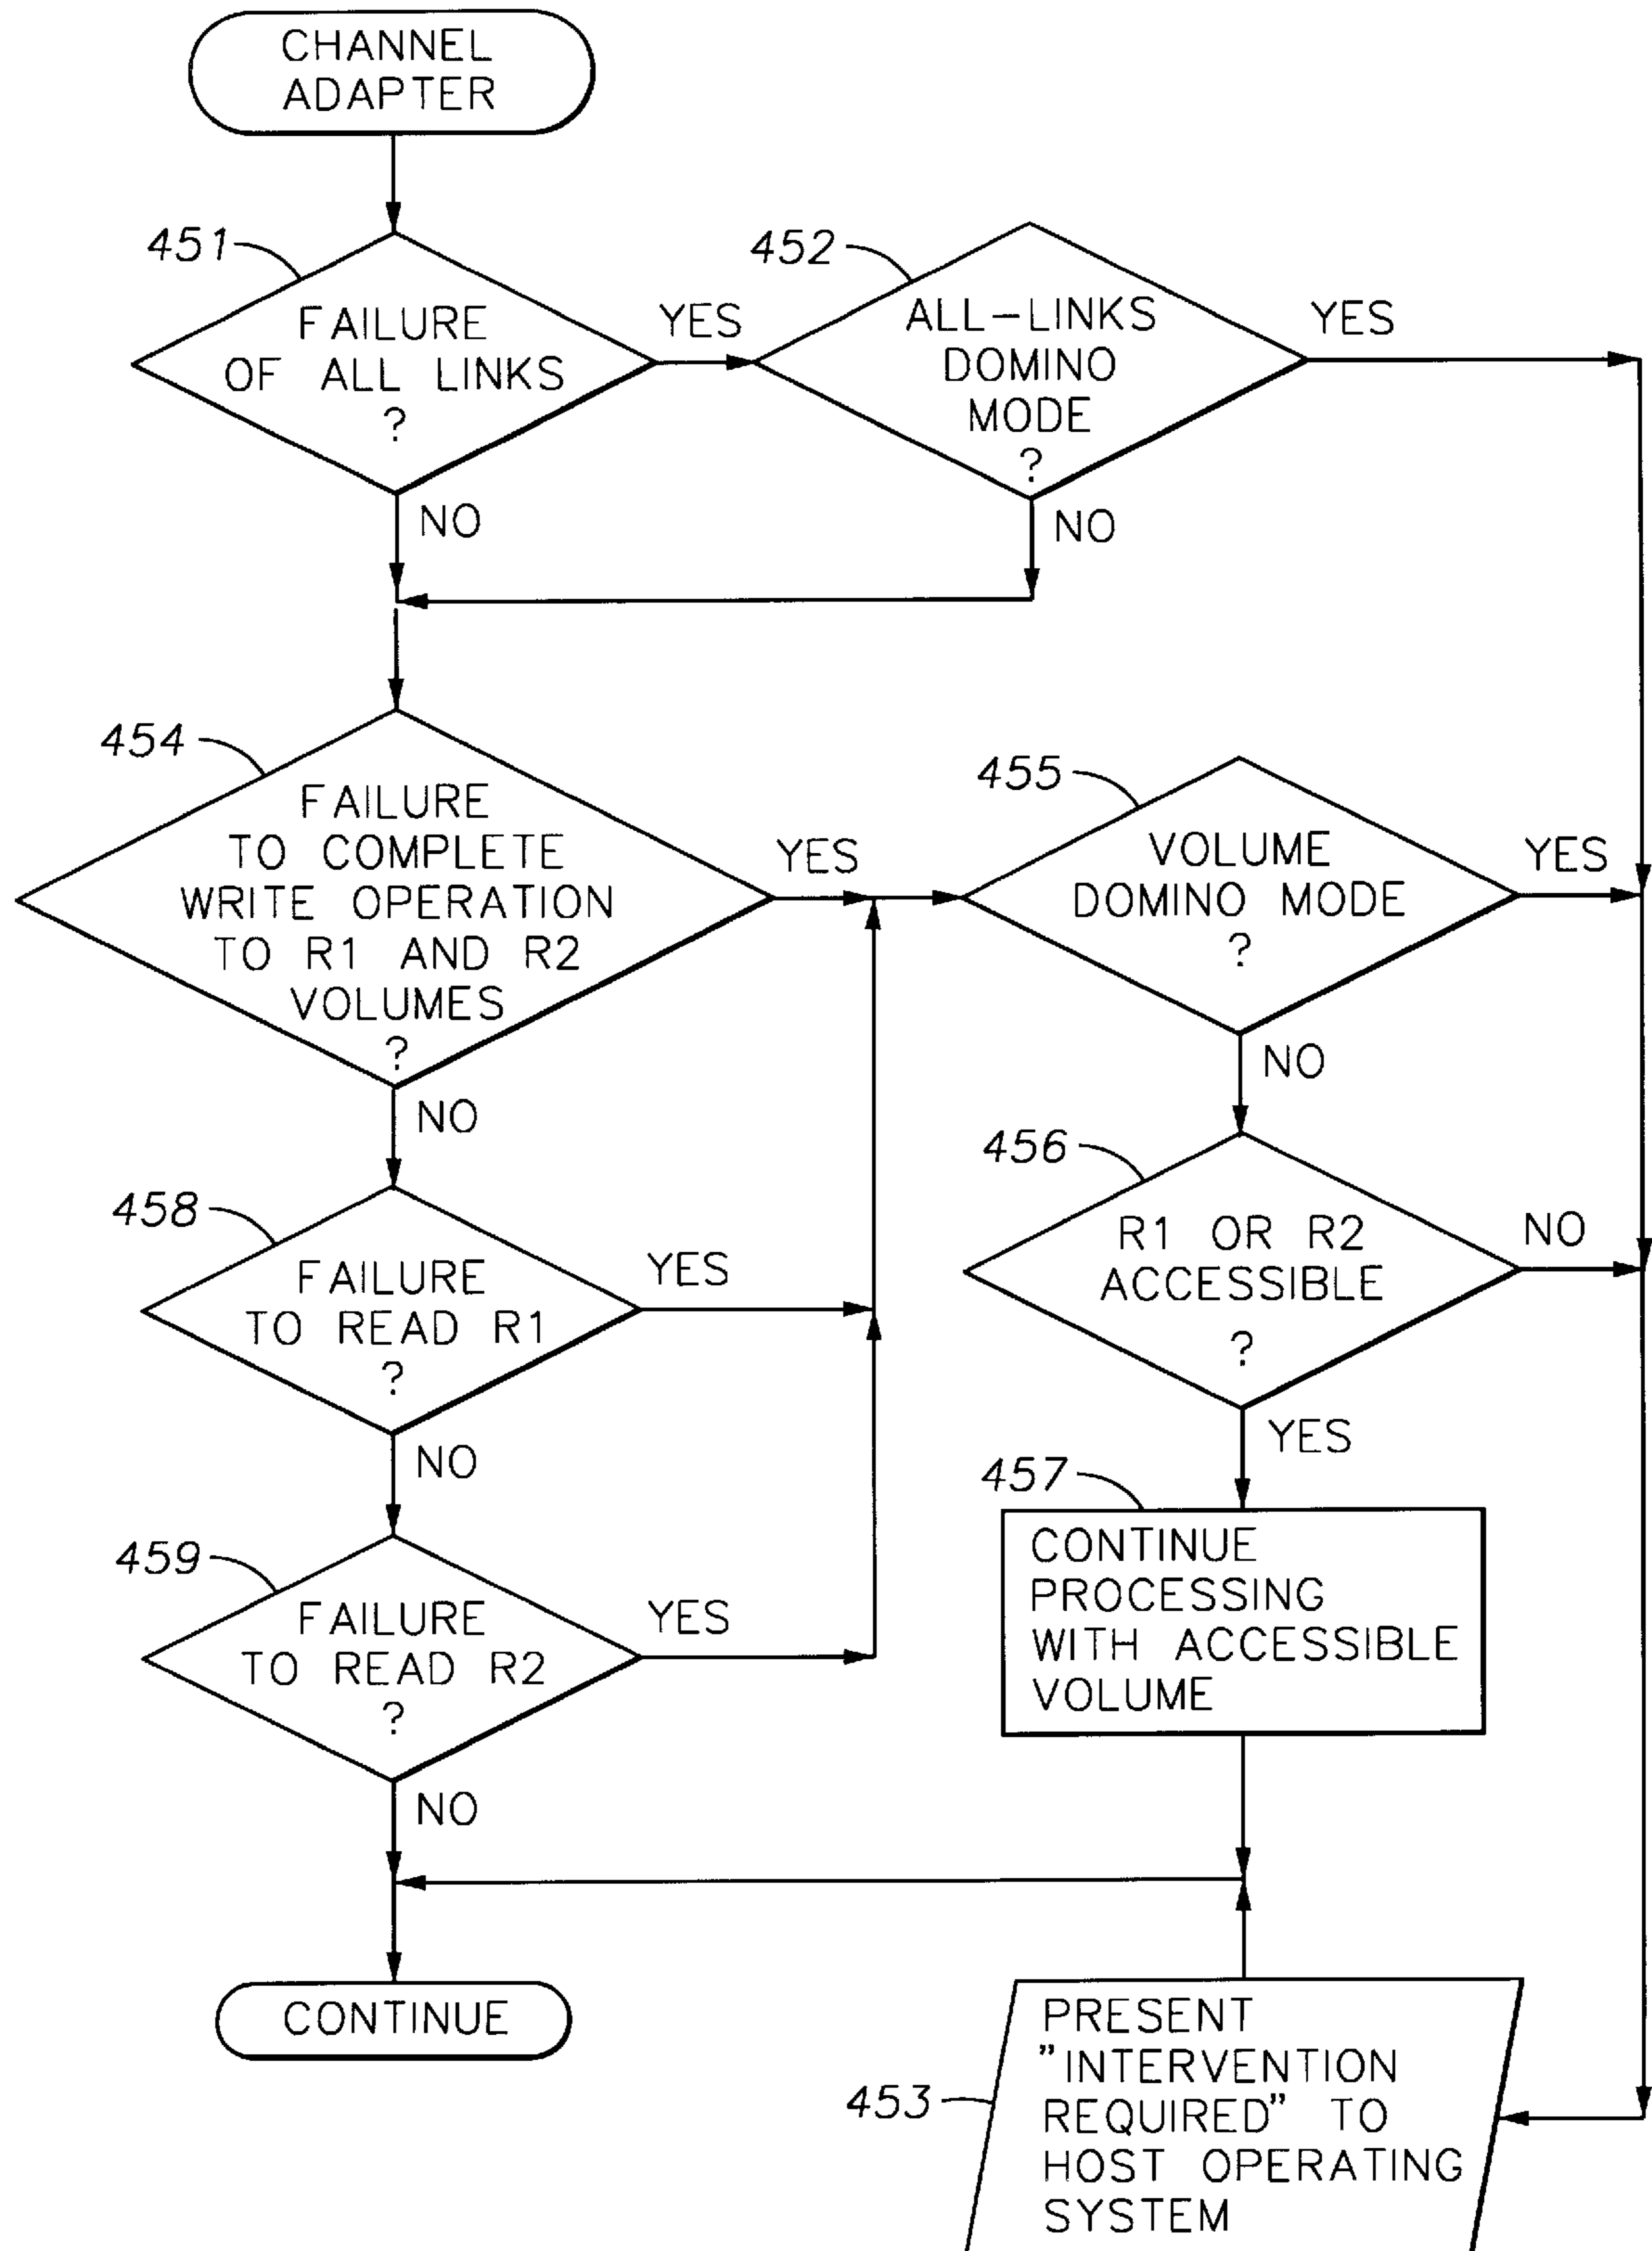 CHANNEL
ADAPTER
451
FAILURE
OF ALL LINKS
?
YES
NO
452
ALL-LINKS
DOMINO
MODE
?
YES
NO
454
FAILURE
TO COMPLETE
WRITE OPERATION
TO R1 AND R2
VOLUMES
?
YES
NO
455
VOLUME
DOMINO MODE
?
YES
NO
456
R1 OR R2
ACCESSIBLE
?
NO
YES
458
FAILURE
TO READ R1
?
YES
NO
457
CONTINUE
PROCESSING
WITH ACCESSIBLE
VOLUME
459
FAILURE
TO READ R2
?
YES
NO
CONTINUE
453
PRESENT
"INTERVENTION
REQUIRED" TO
HOST OPERATING
SYSTEM